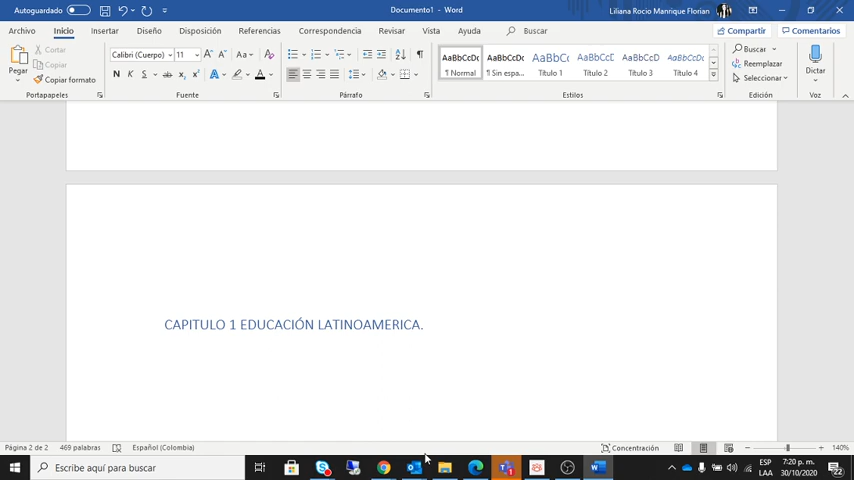 Autoguardado
Documento1 - Word
Liliana Rocio Manrique Florian
Archivo Inicio Insertar Diseño Disposición Referencias Correspondencia Revisar Vista Ayuda Buscar Compartir Comentarios
Pegar
Cortar
Copiar
Copiar formato
Portapapeles
Calibri (Cuerpo) 11
N K S ab x₂ x²
Fuente
Párrafo
AaBbCcDc AaBbCcDc AaBbCc AaBbCcE AaBbCcD AaBbCcDc
¶ Normal ¶ Sin espa... Título 1 Título 2 Título 3 Título 4
Estilos
Buscar
Reemplazar
Seleccionar
Edición
Dictar
Voz
CAPITULO 1 EDUCACIÓN LATINOAMERICA.
Página 2 de 2 469 palabras Español (Colombia) Concentración 140%
Escribe aquí para buscar
ESP
LAA
7:20 p. m.
30/10/2020
22